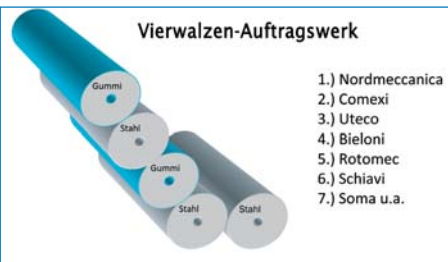 Vierwalzen-Auftragswerk
Gummi
Stahl
Gummi
Stahl
Stahl
1.) Nordmeccanica
2.) Comexi
3.) Uteco
4.) Bieloni
5.) Rotomec
6.) Schiavi
7.) Soma u.a.